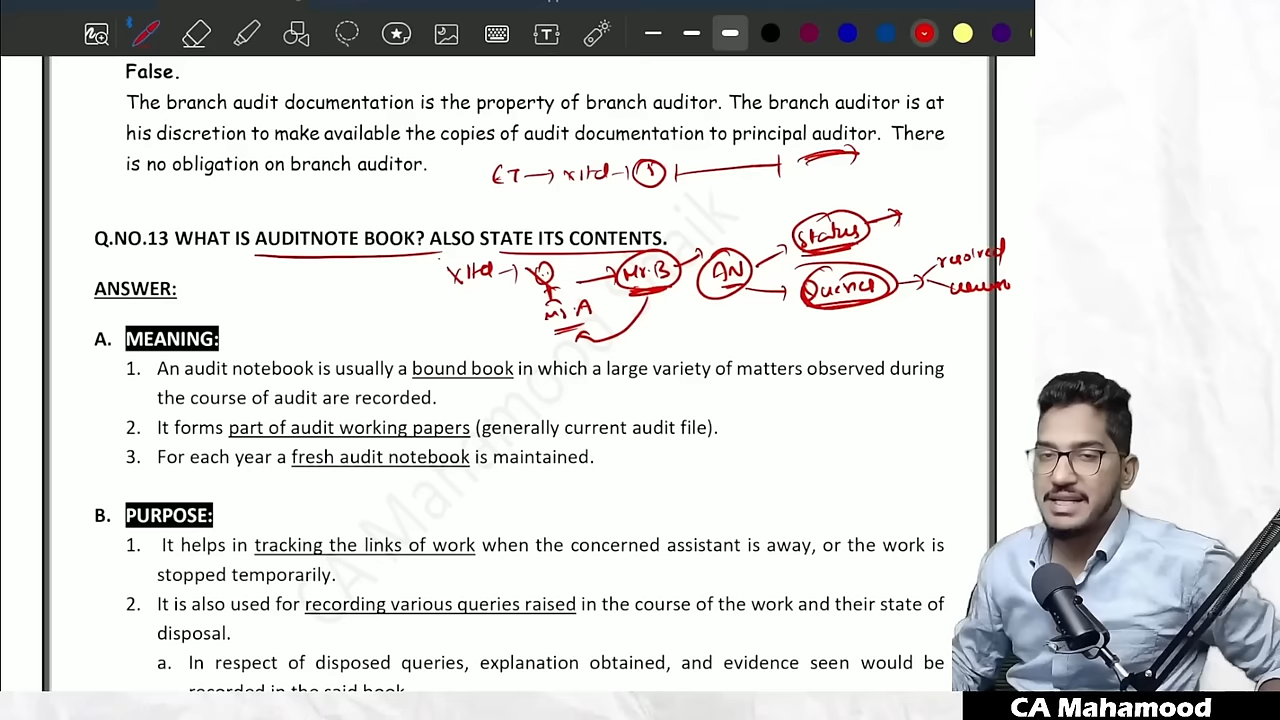 False.
The branch audit documentation is the property of branch auditor. The branch auditor is at
his discretion to make available the copies of audit documentation to principal auditor. There
is no obligation on branch auditor.
Q.NO.13 WHAT IS AUDITNOTE BOOK? ALSO STATE ITS CONTENTS.
Status
Mr.B
AN
Queries
resolved
Mr.A
ANSWER:
A. MEANING:
1. An audit notebook is usually a bound book in which a large variety of matters observed during
the course of audit are recorded.
2. It forms part of audit working papers (generally current audit file).
3. For each year a fresh audit notebook is maintained.
B. PURPOSE:
1. It helps in tracking the links of work when the concerned assistant is away, or the work is
stopped temporarily.
2. It is also used for recording various queries raised in the course of the work and their state of
disposal.
a. In respect of disposed queries, explanation obtained, and evidence seen would be
recorded in the said book.
CA Mahamood Shaik
CA Mahamood